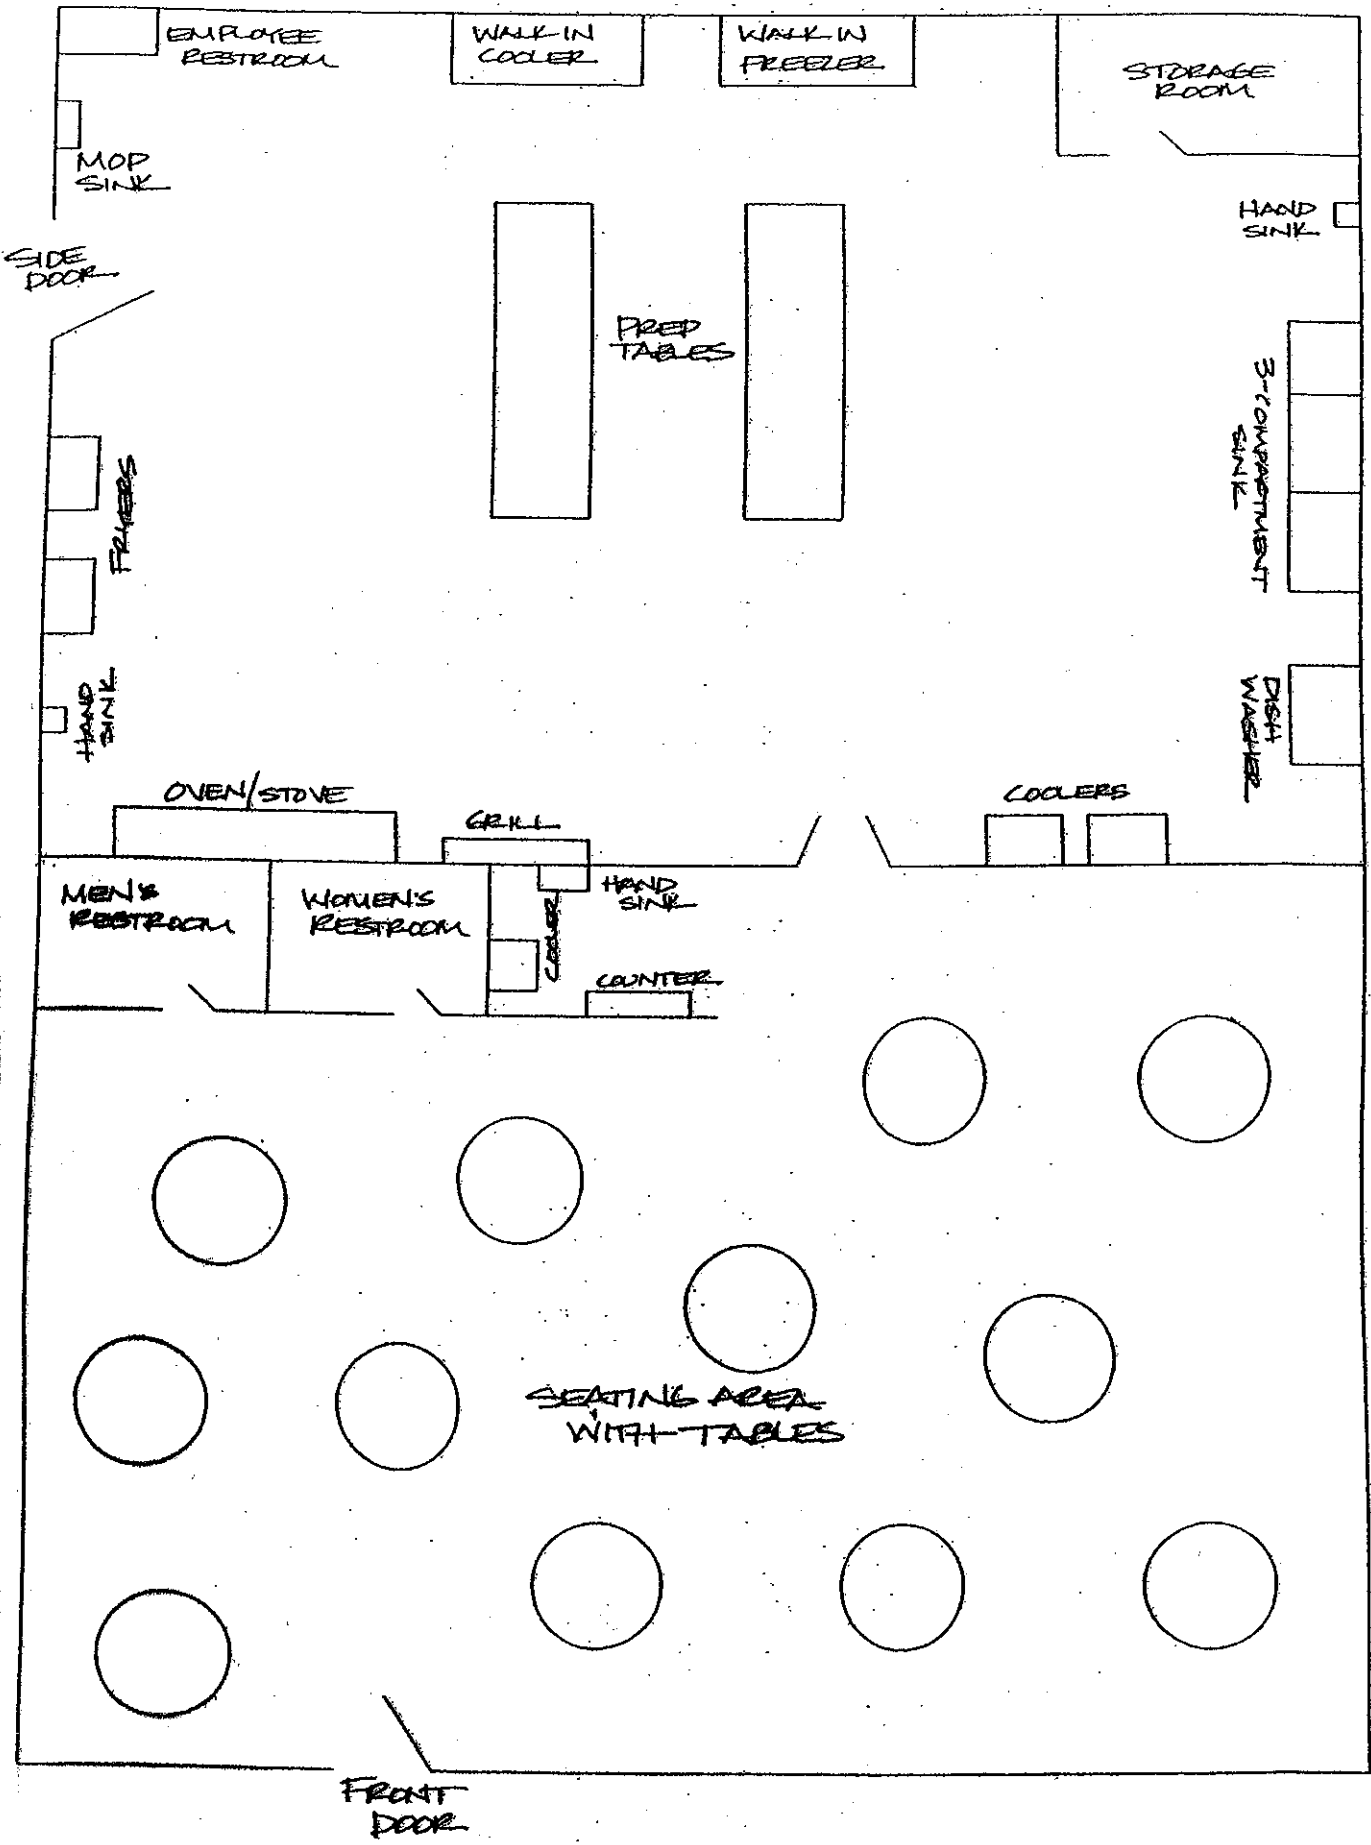 EMPLOYEE
RESTROOM
WALK IN
COOLER
WALK IN
FREEZER
STORAGE
ROOM
MOP
SINK
HAND
SINK
SIDE
DOOR
PREP
TABLES
3-COMPARTMENT
SINK
FRYERS
HAND
SINK
DISH
WASHER
OVEN/STOVE
GRILL
COOLERS
MEN'S
RESTROOM
WOMEN'S
RESTROOM
HAND
SINK
COOLER
COUNTER
SEATING AREA
WITH TABLES
FRONT
DOOR